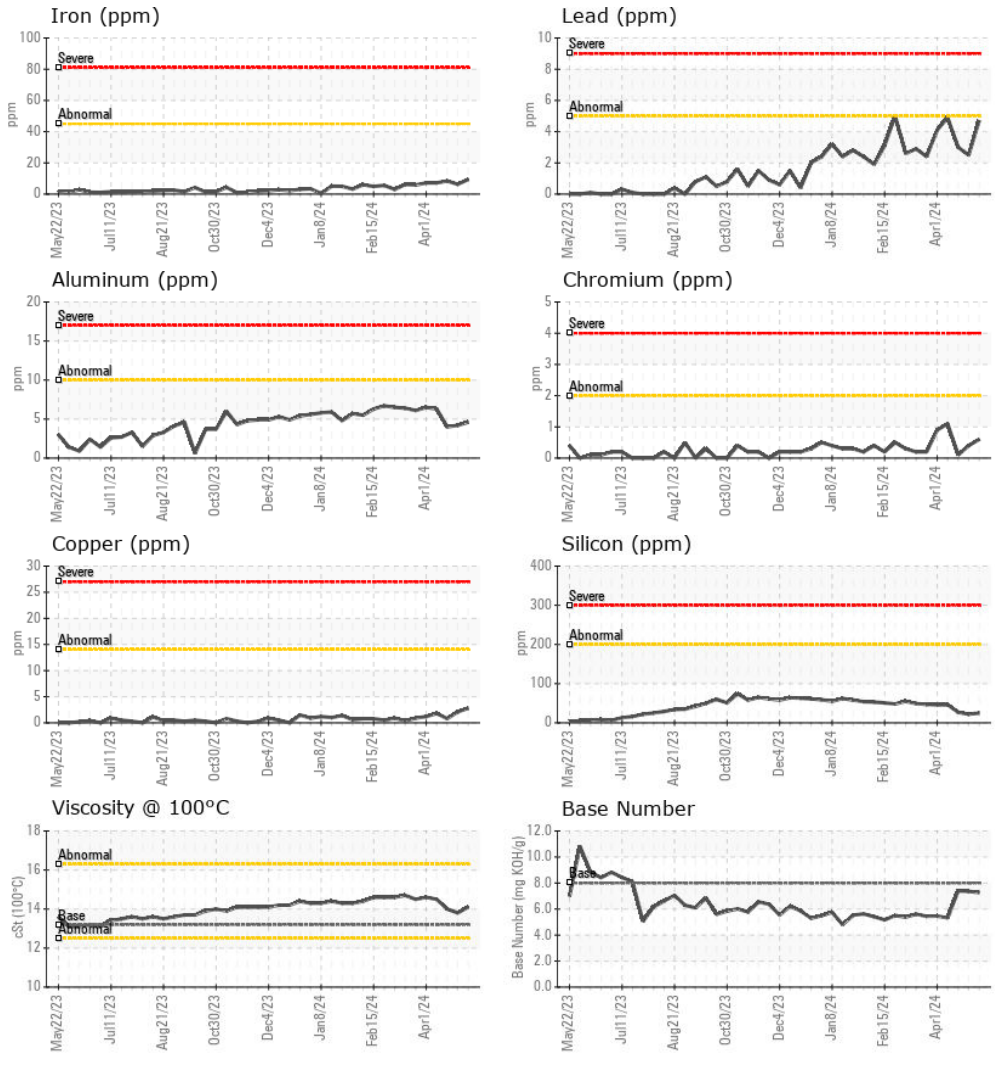 Iron (ppm)
100
80
60
40
20
0
ppm
Severe
Abnormal
May22/23
Jul11/23
Aug21/23
Oct30/23
Dec4/23
Jan8/24
Feb15/24
Apr1/24
Lead (ppm)
10
8
6
4
2
0
ppm
Severe
Abnormal
May22/23
Jul11/23
Aug21/23
Oct30/23
Dec4/23
Jan8/24
Feb15/24
Apr1/24
Aluminum (ppm)
20
15
10
5
0
ppm
Severe
Abnormal
May22/23
Jul11/23
Aug21/23
Oct30/23
Dec4/23
Jan8/24
Feb15/24
Apr1/24
Chromium (ppm)
5
4
3
2
1
0
ppm
Severe
Abnormal
May22/23
Jul11/23
Aug21/23
Oct30/23
Dec4/23
Jan8/24
Feb15/24
Apr1/24
Copper (ppm)
30
25
20
15
10
5
0
ppm
Severe
Abnormal
May22/23
Jul11/23
Aug21/23
Oct30/23
Dec4/23
Jan8/24
Feb15/24
Apr1/24
Silicon (ppm)
400
300
200
100
0
ppm
Severe
Abnormal
May22/23
Jul11/23
Aug21/23
Oct30/23
Dec4/23
Jan8/24
Feb15/24
Apr1/24
Viscosity @ 100°C
18
16
14
12
10
cSt (100°C)
Abnormal
Base
Abnormal
May22/23
Jul11/23
Aug21/23
Oct30/23
Dec4/23
Jan8/24
Feb15/24
Apr1/24
Base Number
12.0
10.0
8.0
6.0
4.0
2.0
0.0
Base Number (mg KOH/g)
Base
May22/23
Jul11/23
Aug21/23
Oct30/23
Dec4/23
Jan8/24
Feb15/24
Apr1/24